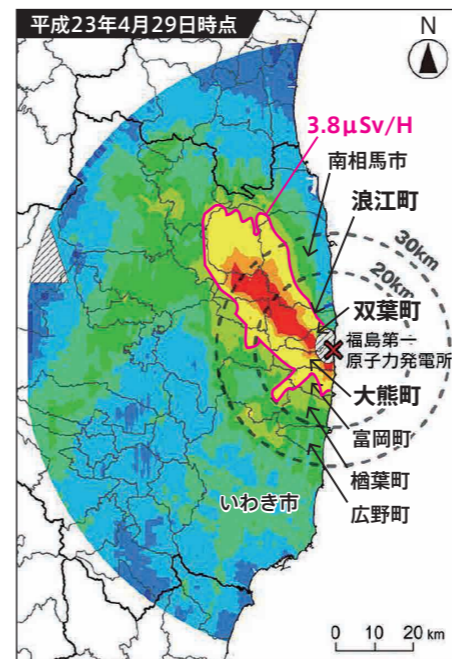 平成23年4月29日時点
N
3.8μSv/H
南相馬市
浪江町
30km
20km
双葉町
福島第一
原子力発電所
大熊町
富岡町
楢葉町
いわき市
広野町
0 10 20 km